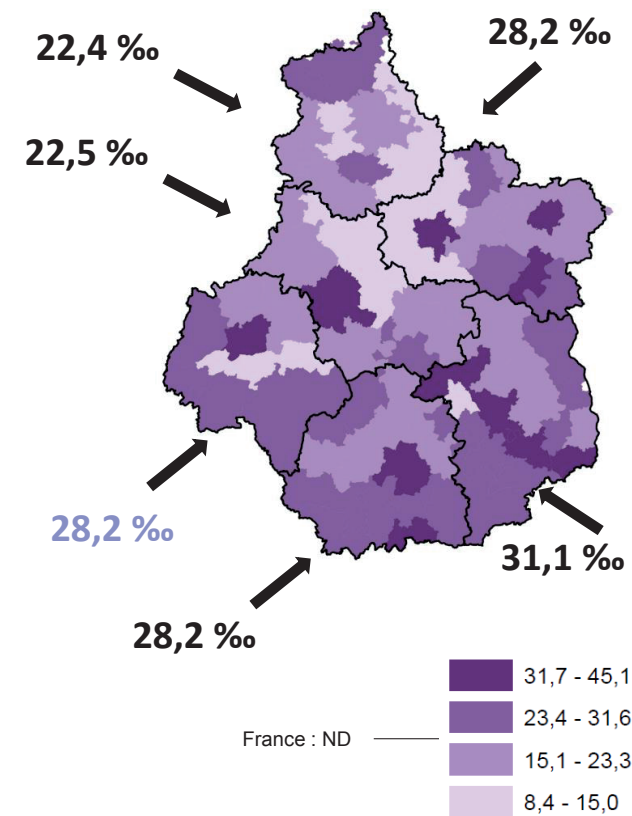 28,2 ‰
22,4 ‰
22,5 ‰
28,2 ‰
31,1 ‰
28,2 ‰
31,7 - 45,1
23,4 - 31,6
France : ND
15,1 - 23,3
8,4 - 15,0